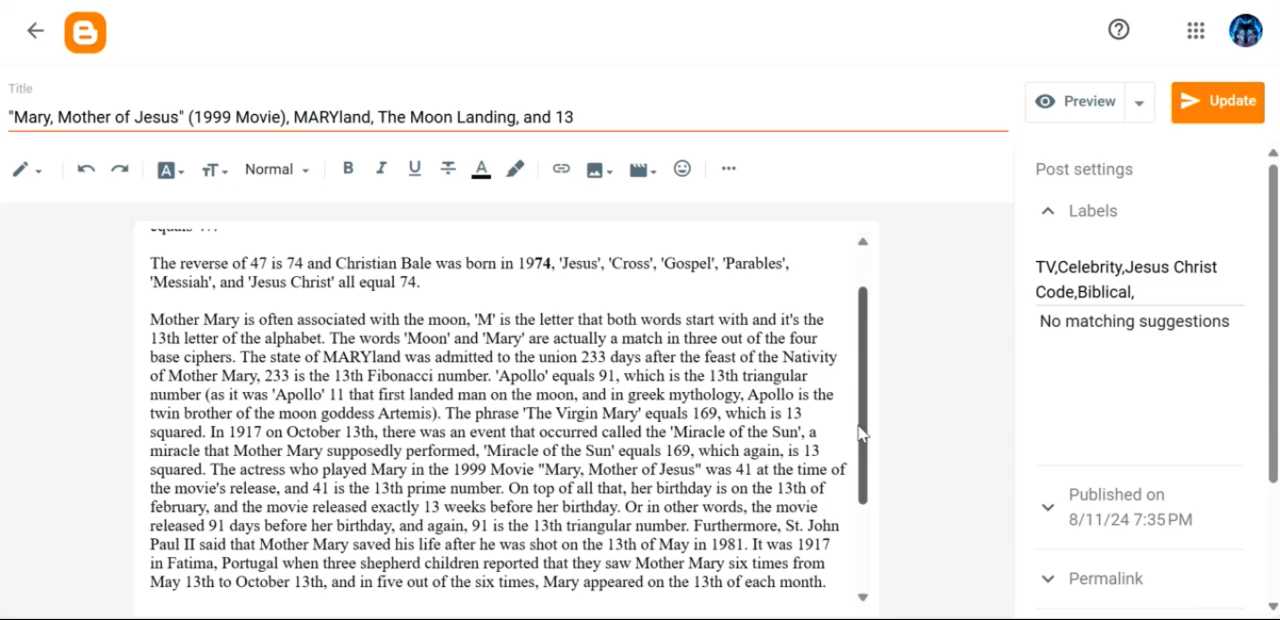 Title
"Mary, Mother of Jesus" (1999 Movie), MARYland, The Moon Landing, and 13
Preview
Update
Normal
B I U A
Post settings
Labels
TV,Celebrity,Jesus Christ
Code,Biblical,
No matching suggestions
Published on
8/11/24 7:35 PM
Permalink
The reverse of 47 is 74 and Christian Bale was born in 1974, 'Jesus', 'Cross', 'Gospel', 'Parables',
'Messiah', and 'Jesus Christ' all equal 74.
Mother Mary is often associated with the moon, 'M' is the letter that both words start with and it's the
13th letter of the alphabet. The words 'Moon' and 'Mary' are actually a match in three out of the four
base ciphers. The state of MARYland was admitted to the union 233 days after the feast of the Nativity
of Mother Mary, 233 is the 13th Fibonacci number. 'Apollo' equals 91, which is the 13th triangular
number (as it was 'Apollo' 11 that first landed man on the moon, and in greek mythology, Apollo is the
twin brother of the moon goddess Artemis). The phrase 'The Virgin Mary' equals 169, which is 13
squared. In 1917 on October 13th, there was an event that occurred called the 'Miracle of the Sun', a
miracle that Mother Mary supposedly performed, 'Miracle of the Sun' equals 169, which again, is 13
squared. The actress who played Mary in the 1999 Movie "Mary, Mother of Jesus" was 41 at the time of
the movie's release, and 41 is the 13th prime number. On top of all that, her birthday is on the 13th of
february, and the movie released exactly 13 weeks before her birthday. Or in other words, the movie
released 91 days before her birthday, and again, 91 is the 13th triangular number. Furthermore, St. John
Paul II said that Mother Mary saved his life after he was shot on the 13th of May in 1981. It was 1917
in Fatima, Portugal when three shepherd children reported that they saw Mother Mary six times from
May 13th to October 13th, and in five out of the six times, Mary appeared on the 13th of each month.